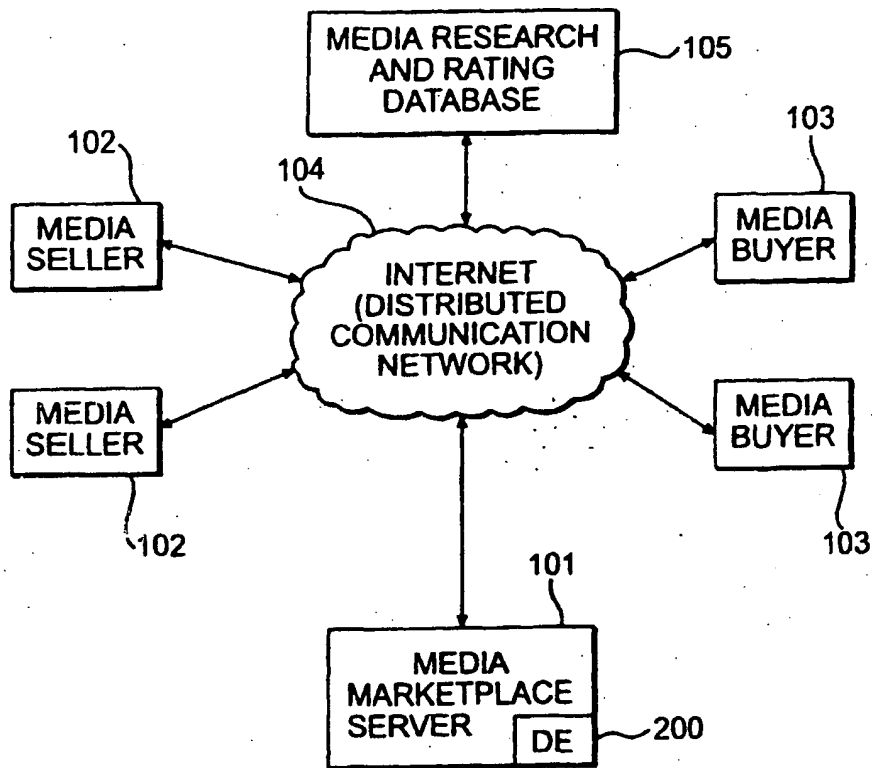 MEDIA RESEARCH
AND RATING
DATABASE
105
102
MEDIA
SELLER
104
103
MEDIA
BUYER
INTERNET
(DISTRIBUTED
COMMUNICATION
NETWORK)
MEDIA
SELLER
102
MEDIA
BUYER
103
101
MEDIA
MARKETPLACE
SERVER
DE
200